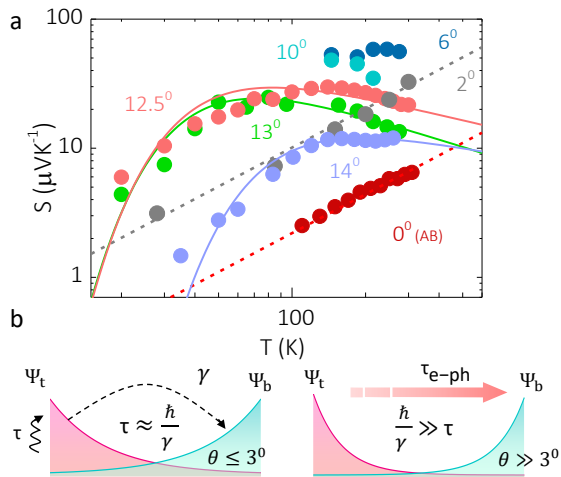 a
100
10
1
S (μV/K⁻¹)
10⁰
6⁰
2⁰
12.5⁰
13⁰
14⁰
0⁰ (AB)
100
T (K)
b
Ψt
γ
Ψb
τ
τ ≈ ħ/γ
θ ≤ 3⁰
Ψt
τe−ph
Ψb
ħ/γ ≫ τ
θ ≫ 3⁰